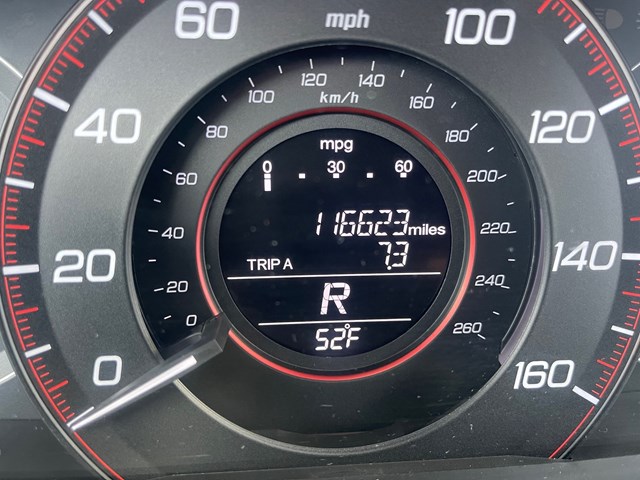 60 mph 100
120 140
100 km/h 160
40 80 180 120
mpg
0 30 60
60 200
116623 miles
40 220
TRIP A 7.3
20 140
20 240
R
0 260
52°F
0 160